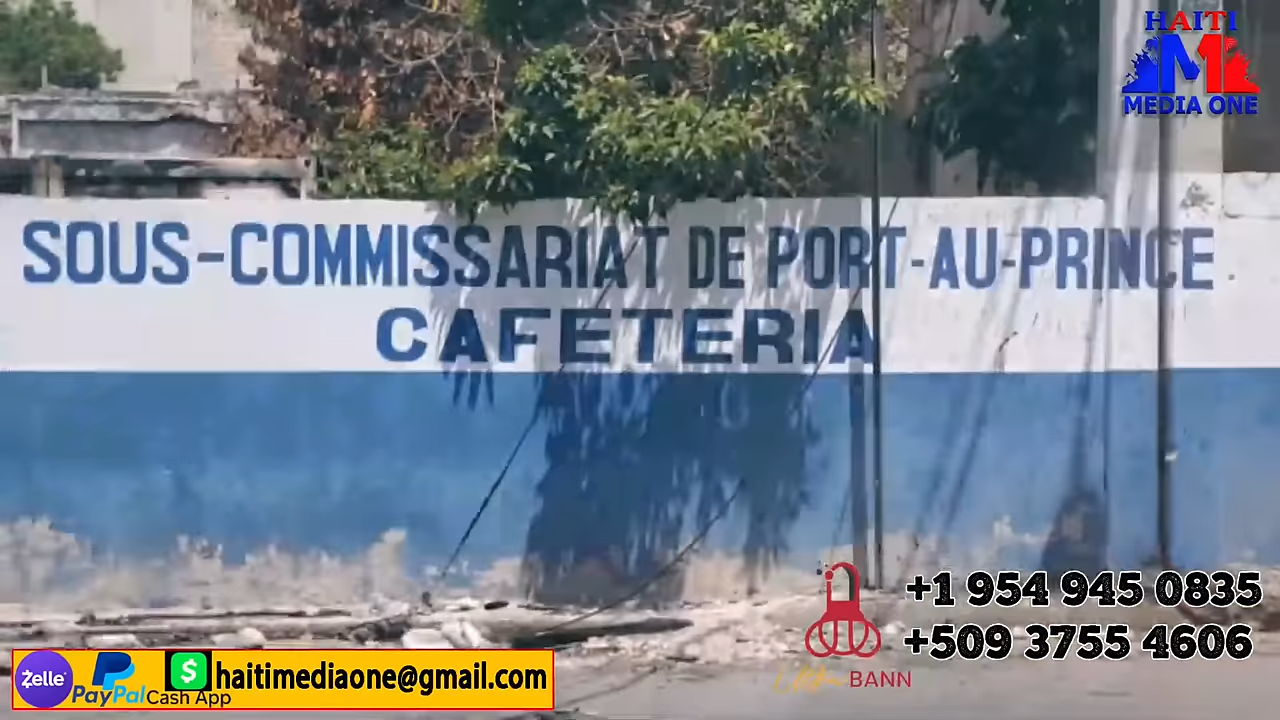 HAITI
M
MEDIA ONE
SOUS-COMMISSARIAT DE PORT-AU-PRINCE
CAFETERIA
+1 954 945 0835
+509 3755 4606
BANN
Zelle
PayPal
$
Cash App
haitimediaone@gmail.com